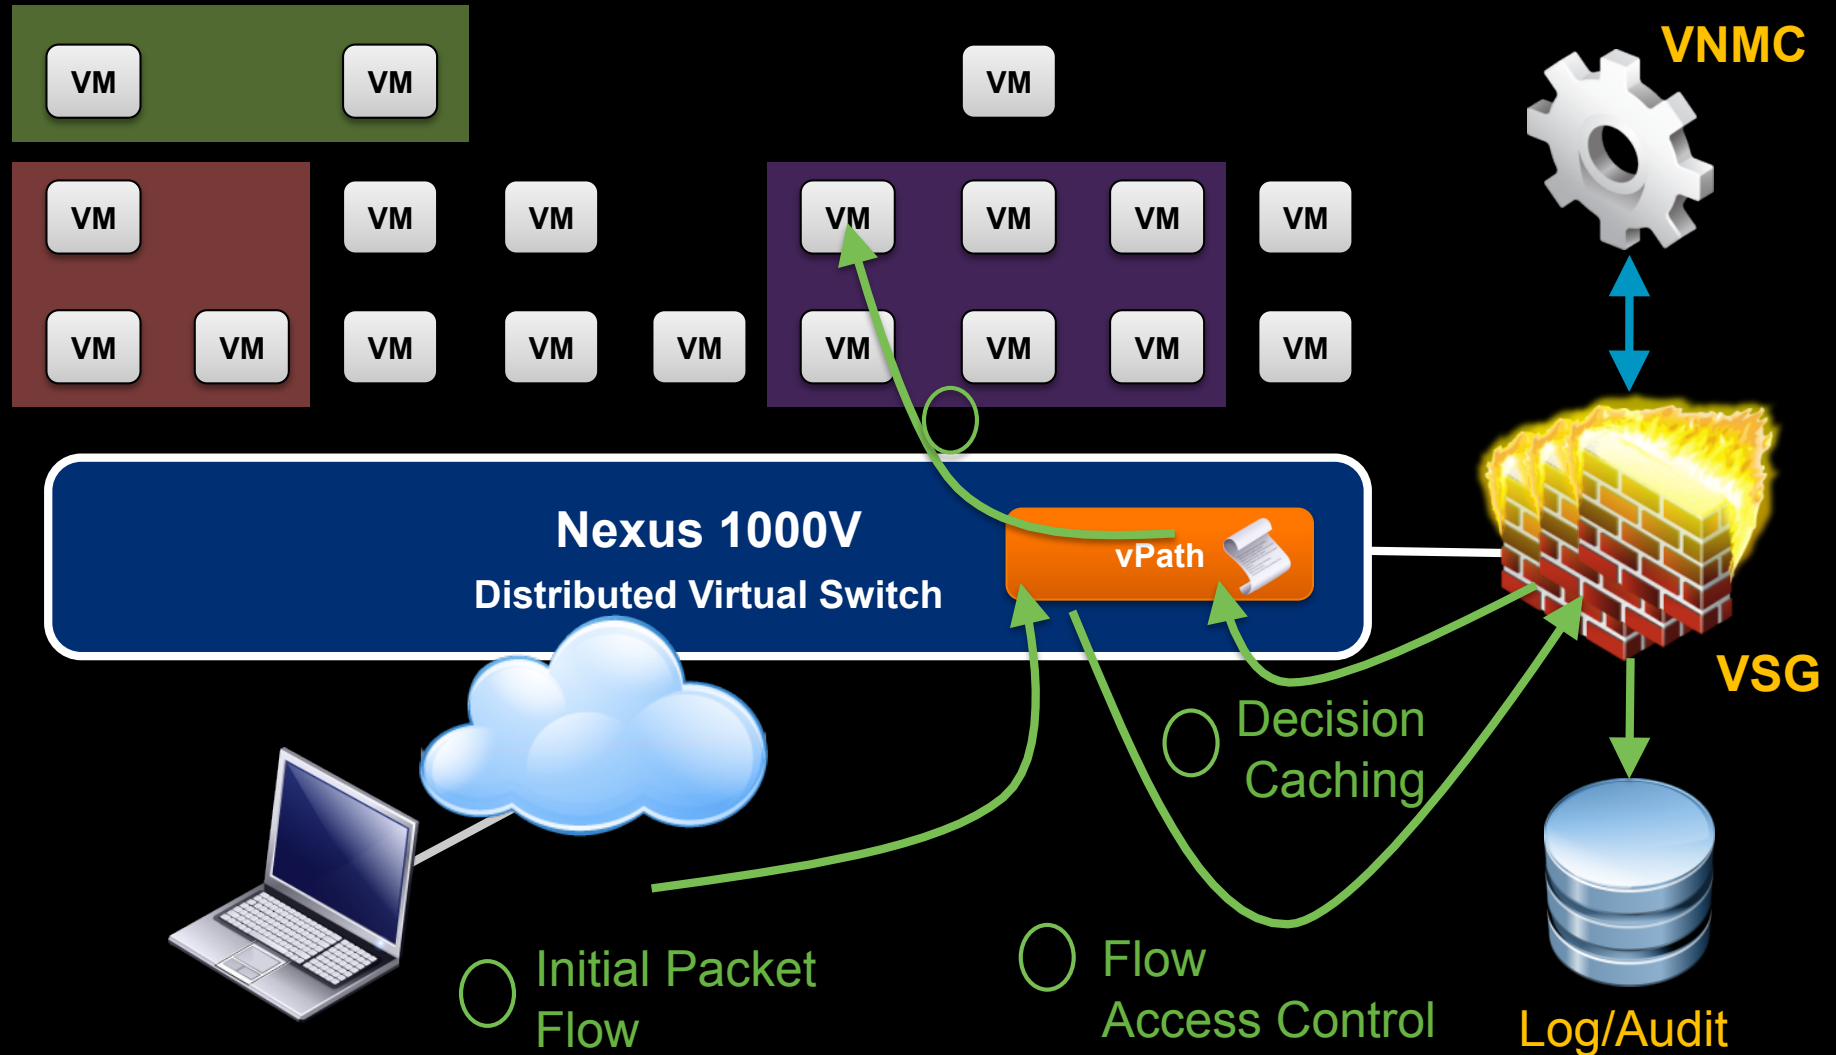 VNMC
VM VM VM
VM VM VM VM VM VM VM
VM VM VM VM VM VM VM VM VM
Nexus 1000V
Distributed Virtual Switch
vPath
VSG
Decision
Caching
Initial Packet
Flow
Flow
Access Control
Log/Audit